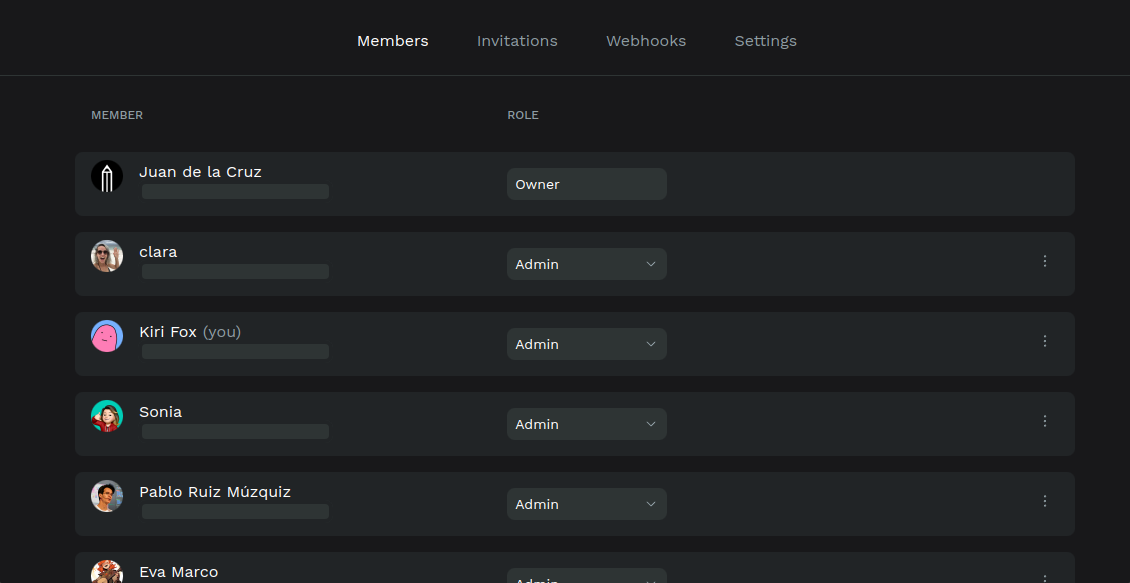 Members Invitations Webhooks Settings
MEMBER ROLE
Juan de la Cruz
Owner
clara
Admin
Kiri Fox (you)
Admin
Sonia
Admin
Pablo Ruiz Múzquiz
Admin
Eva Marco
Admin